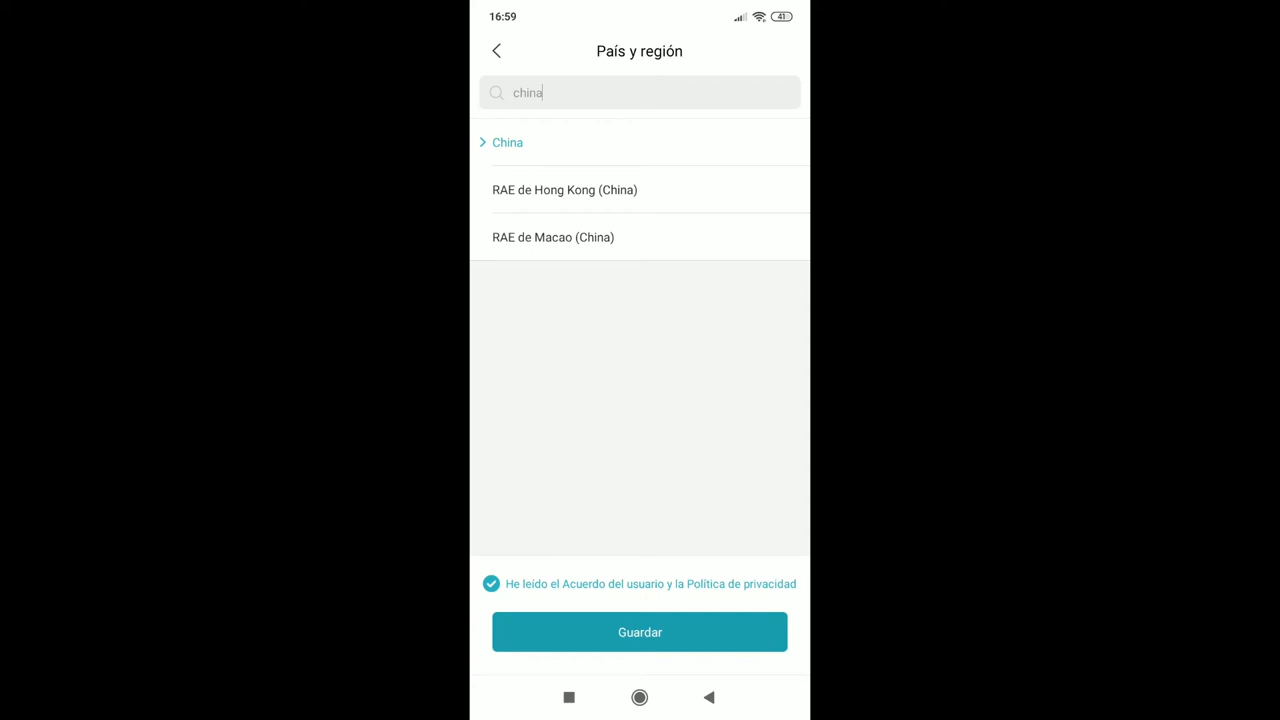 16:59
41
País y región
china
China
RAE de Hong Kong (China)
RAE de Macao (China)
He leído el Acuerdo del usuario y la Política de privacidad
Guardar